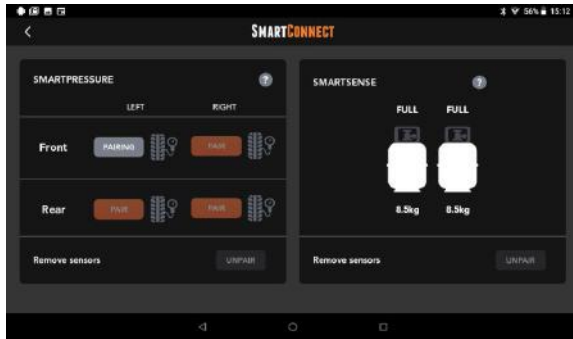 56% 15:12
SMARTCONNECT
SMARTPRESSURE ?
LEFT RIGHT
Front PAIRING PAIR
Rear PAIR PAIR
Remove sensors UNPAIR
SMARTSENSE ?
FULL FULL
8.5kg 8.5kg
Remove sensors UNPAIR